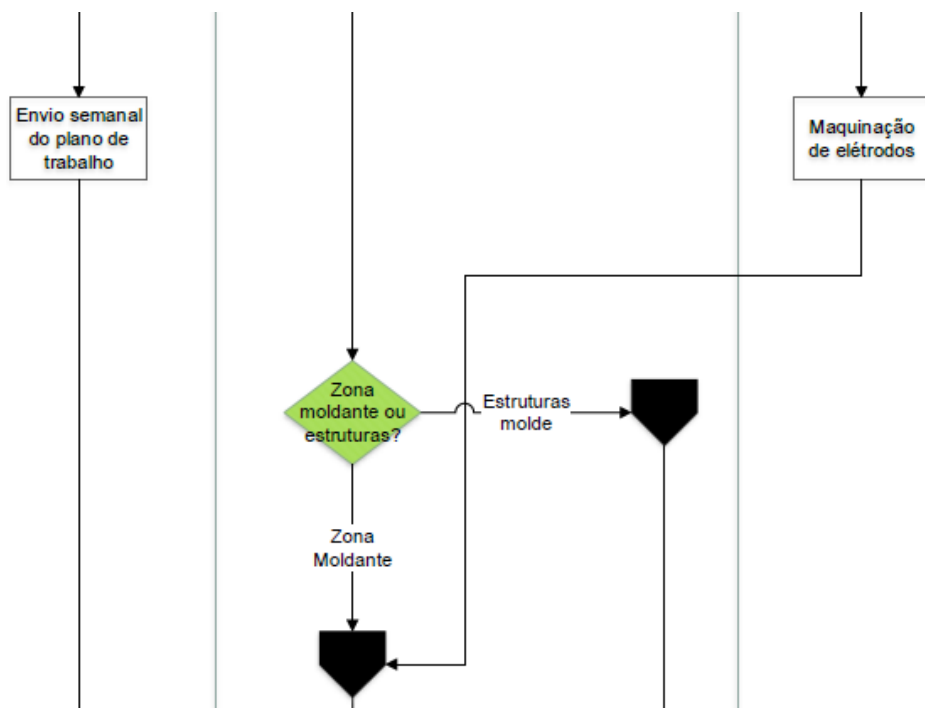 Envio semanal
do plano de
trabalho
Maquinação
de elétrodos
Zona
moldante ou
estruturas?
Estruturas
molde
Zona
Moldante